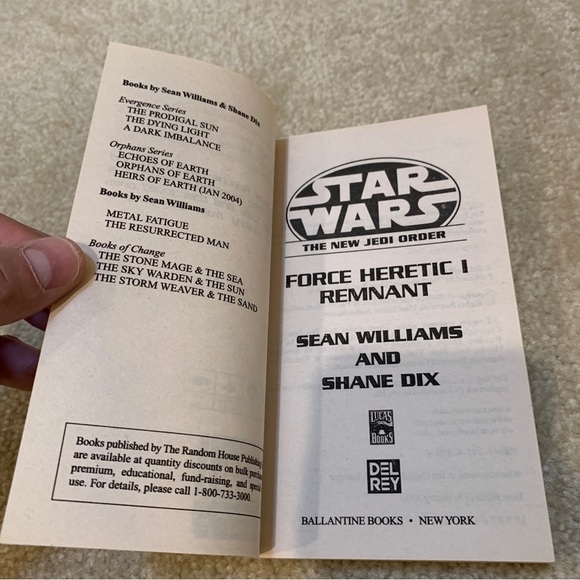 Books by Sean Williams & Shane Dix
Evergence Series
THE PRODIGAL SUN
THE DYING LIGHT
A DARK IMBALANCE
Orphans Series
ECHOES OF EARTH
ORPHANS OF EARTH
HEIRS OF EARTH (JAN 2004)
Books by Sean Williams
METAL FATIGUE
THE RESURRECTED MAN
Books of Change
THE STONE MAGE & THE SEA
THE SKY WARDEN & THE SUN
THE STORM WEAVER & THE SAND
Books published by The Random House Publishing
are available at quantity discounts on bulk
premium, educational, fund-raising, and special
use. For details, please call 1-800-733-3000.
STAR
WARS
THE NEW JEDI ORDER
FORCE HERETIC I
REMNANT
SEAN WILLIAMS
AND
SHANE DIX
LUCAS
BOOKS
DEL
REY
BALLANTINE BOOKS • NEW YORK